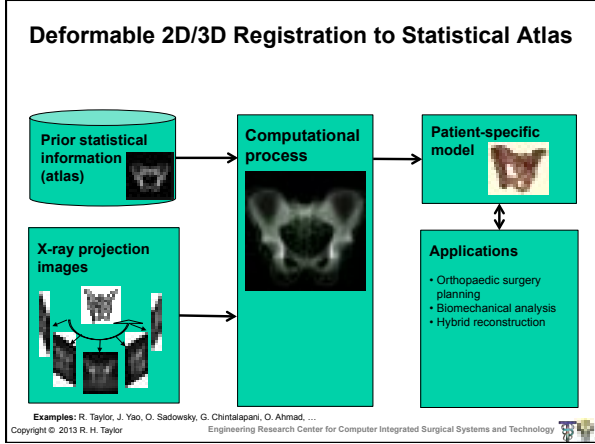 Deformable 2D/3D Registration to Statistical Atlas
Prior statistical
information
(atlas)
Computational
process
Patient-specific
model
X-ray projection
images
Applications
• Orthopaedic surgery
planning
• Biomechanical analysis
• Hybrid reconstruction
Examples: R. Taylor, J. Yao, O. Sadowsky, G. Chintalapani, O. Ahmad, …
Copyright © 2013 R. H. Taylor
Engineering Research Center for Computer Integrated Surgical Systems and Technology